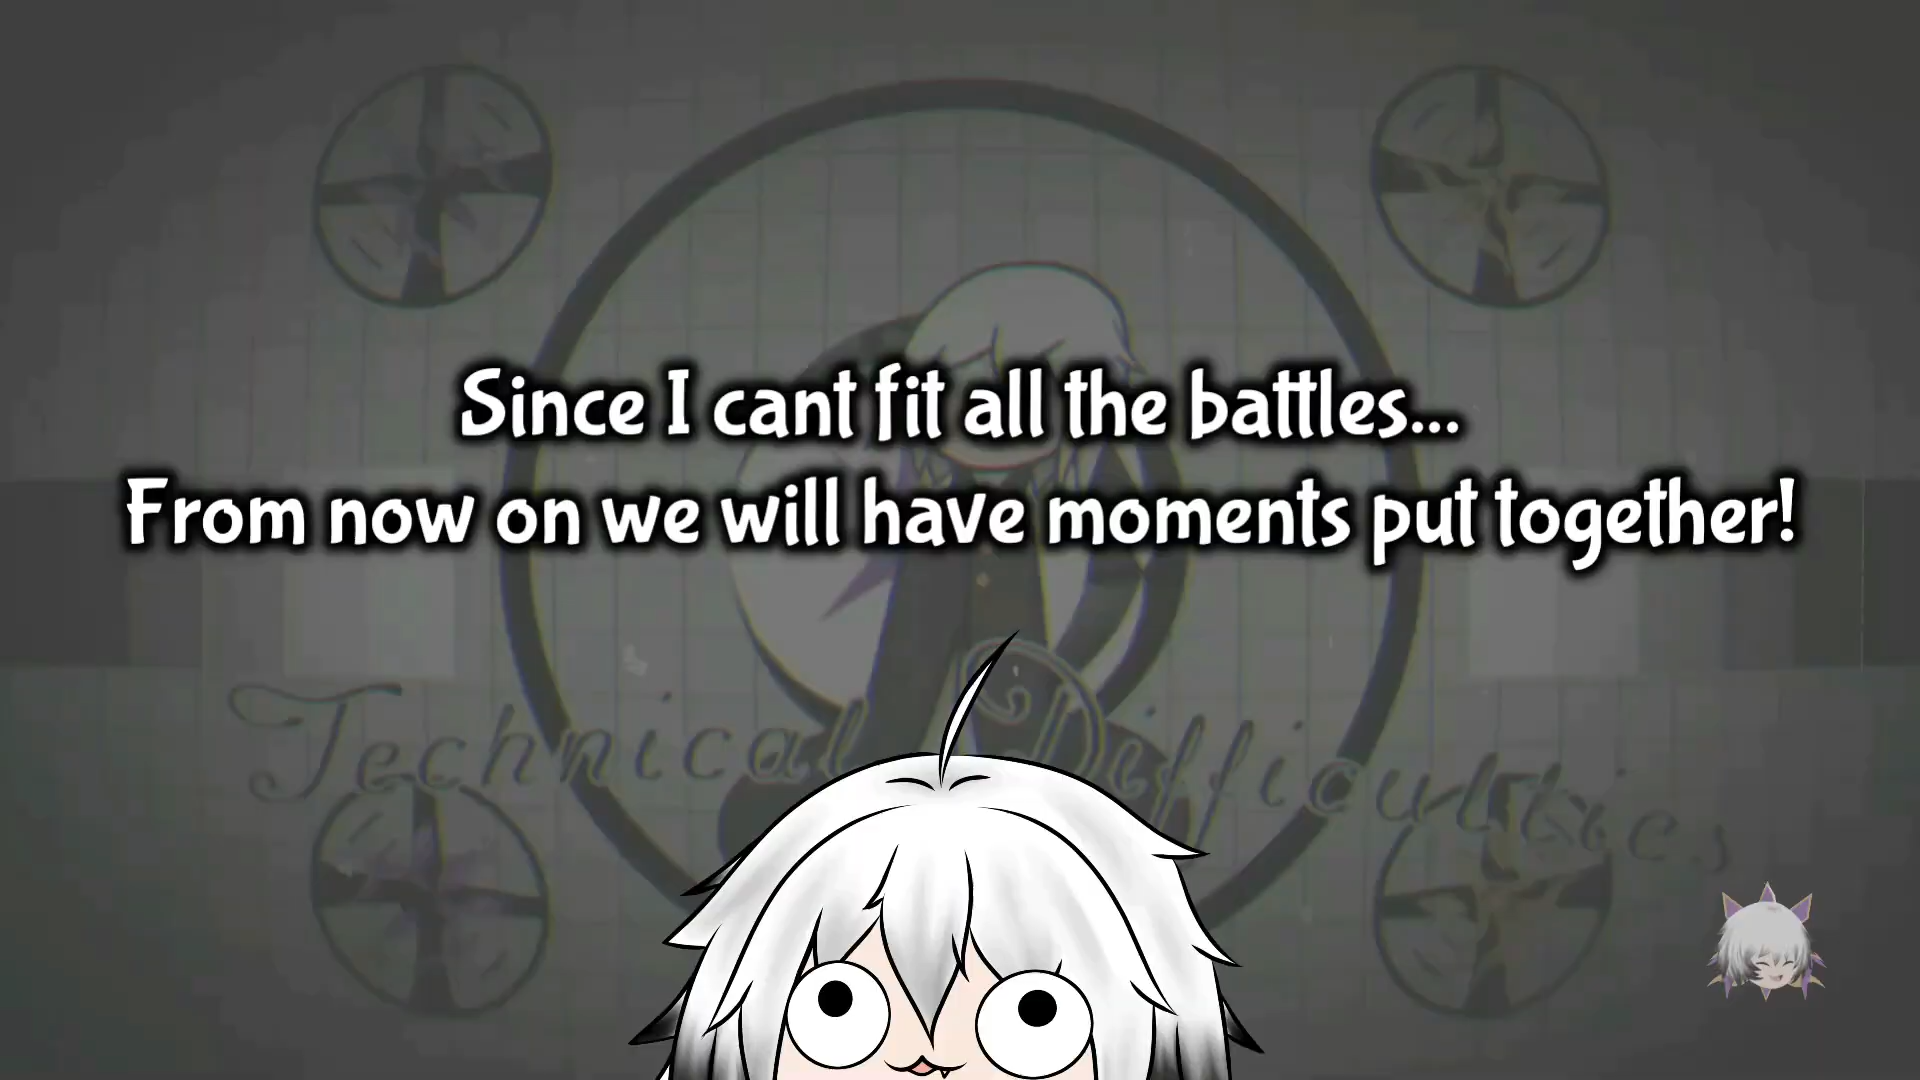 Since I cant fit all the battles...
From now on we will have moments put together!
Technical Difficulties